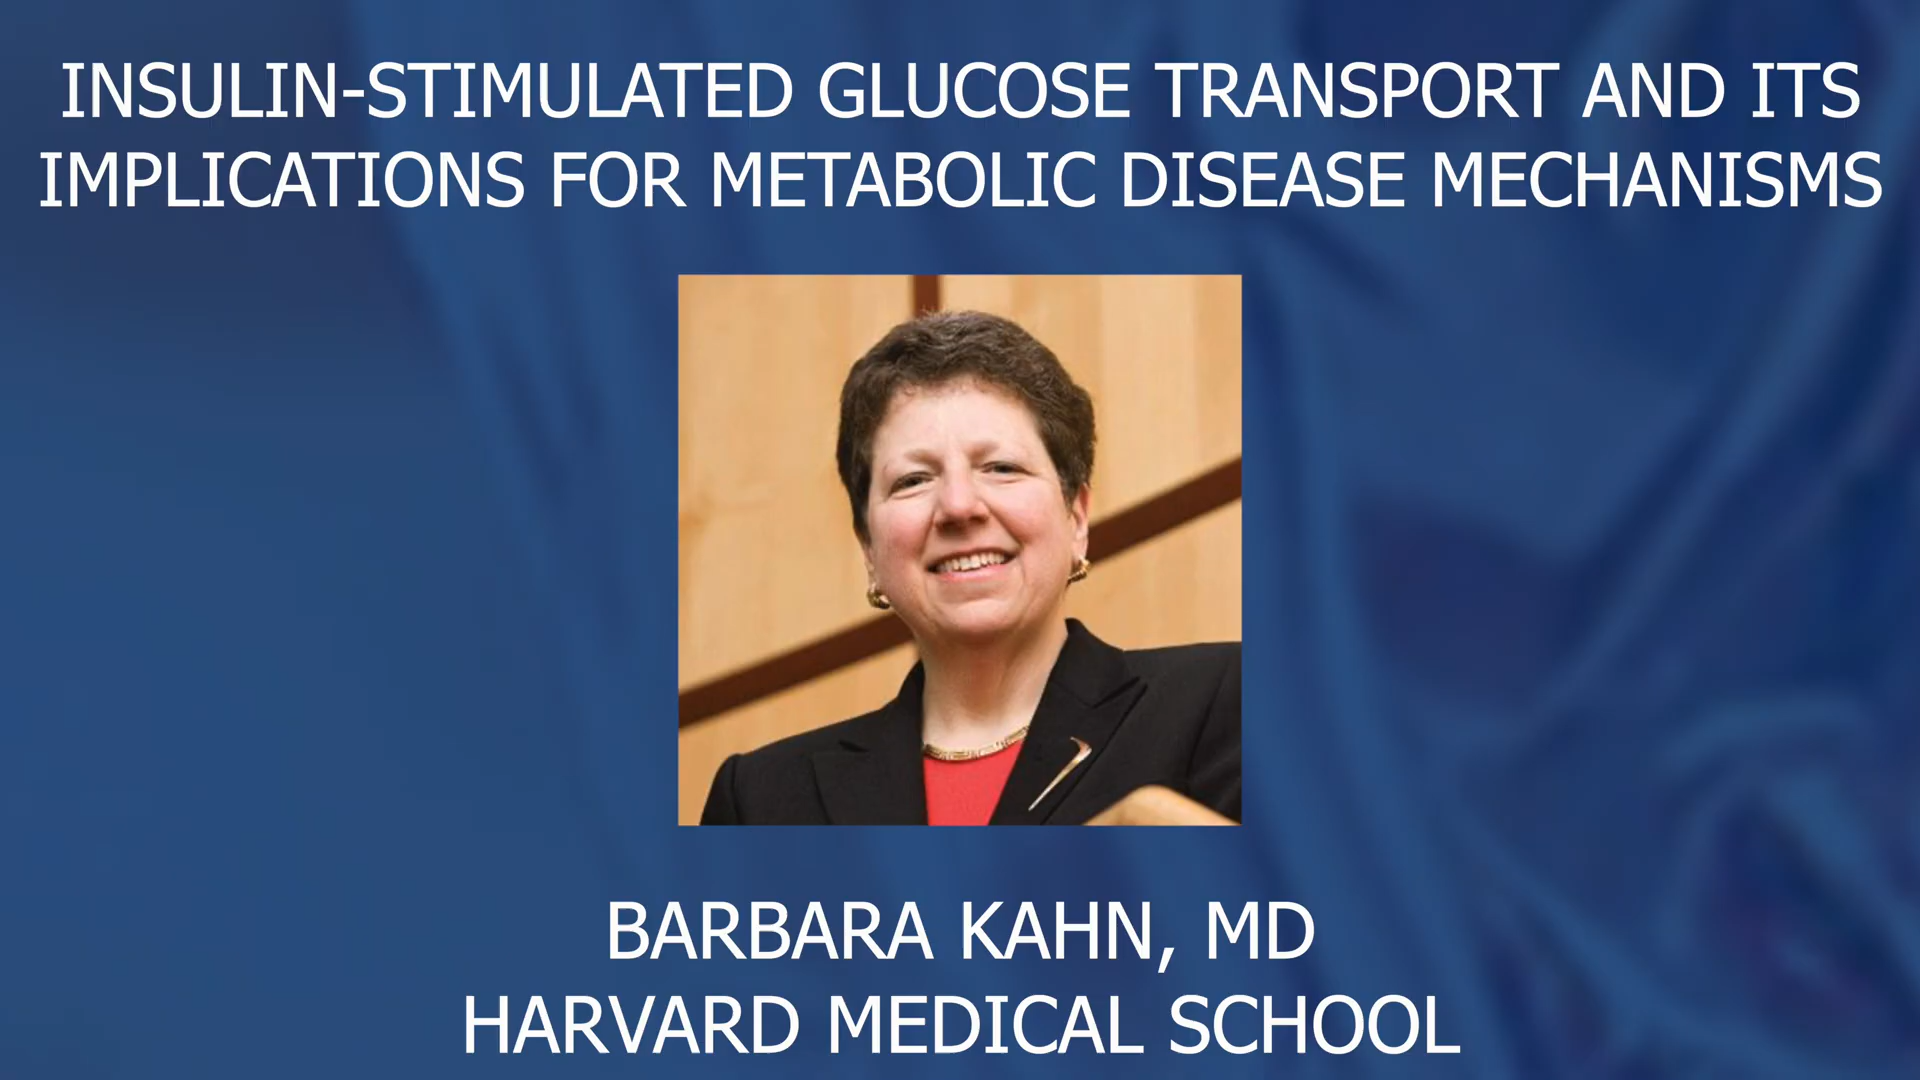 INSULIN-STIMULATED GLUCOSE TRANSPORT AND ITS
IMPLICATIONS FOR METABOLIC DISEASE MECHANISMS
BARBARA KAHN, MD
HARVARD MEDICAL SCHOOL